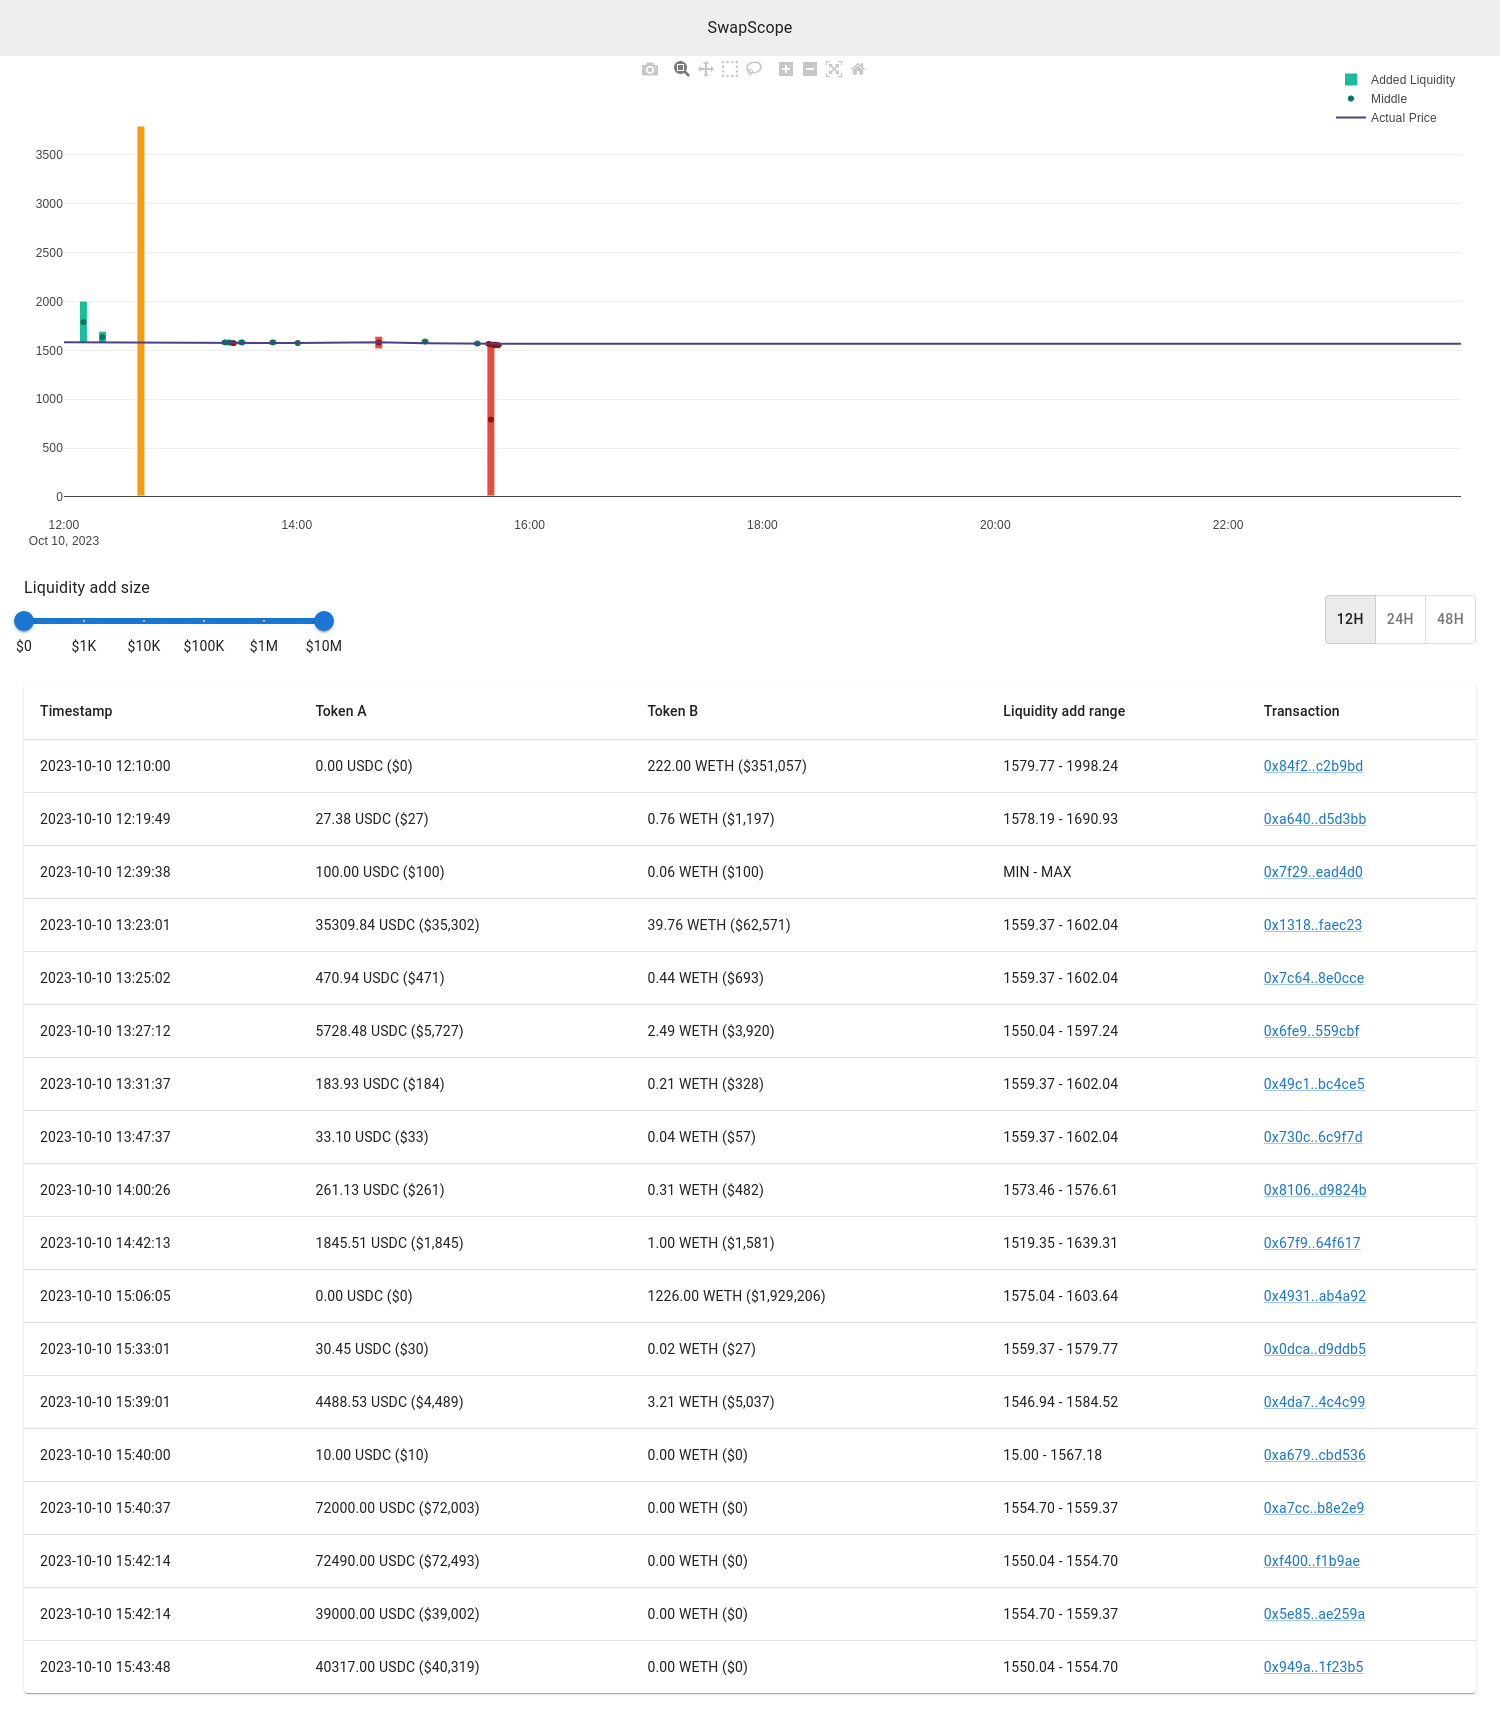 SwapScope
Added Liquidity
Middle
Actual Price
3500
3000
2500
2000
1500
1000
500
0
12:00 14:00 16:00 18:00 20:00 22:00
Oct 10, 2023
Liquidity add size
$0 $1K $10K $100K $1M $10M
12H 24H 48H
Timestamp Token A Token B Liquidity add range Transaction
2023-10-10 12:10:00 0.00 USDC ($0) 222.00 WETH ($351,057) 1579.77 - 1998.24 0x84f2..c2b9bd
2023-10-10 12:19:49 27.38 USDC ($27) 0.76 WETH ($1,197) 1578.19 - 1690.93 0xa640..d5d3bb
2023-10-10 12:39:38 100.00 USDC ($100) 0.06 WETH ($100) MIN - MAX 0x7f29..ead4d0
2023-10-10 13:23:01 35309.84 USDC ($35,302) 39.76 WETH ($62,571) 1559.37 - 1602.04 0x1318..faec23
2023-10-10 13:25:02 470.94 USDC ($471) 0.44 WETH ($693) 1559.37 - 1602.04 0x7c64..8e0cce
2023-10-10 13:27:12 5728.48 USDC ($5,727) 2.49 WETH ($3,920) 1550.04 - 1597.24 0x6fe9..559cbf
2023-10-10 13:31:37 183.93 USDC ($184) 0.21 WETH ($328) 1559.37 - 1602.04 0x49c1..bc4ce5
2023-10-10 13:47:37 33.10 USDC ($33) 0.04 WETH ($57) 1559.37 - 1602.04 0x730c..6c9f7d
2023-10-10 14:00:26 261.13 USDC ($261) 0.31 WETH ($482) 1573.46 - 1576.61 0x8106..d9824b
2023-10-10 14:42:13 1845.51 USDC ($1,845) 1.00 WETH ($1,581) 1519.35 - 1639.31 0x67f9..64f617
2023-10-10 15:06:05 0.00 USDC ($0) 1226.00 WETH ($1,929,206) 1575.04 - 1603.64 0x4931..ab4a92
2023-10-10 15:33:01 30.45 USDC ($30) 0.02 WETH ($27) 1559.37 - 1579.77 0x0dca..d9ddb5
2023-10-10 15:39:01 4488.53 USDC ($4,489) 3.21 WETH ($5,037) 1546.94 - 1584.52 0x4da7..4c4c99
2023-10-10 15:40:00 10.00 USDC ($10) 0.00 WETH ($0) 15.00 - 1567.18 0xa679..cbd536
2023-10-10 15:40:37 72000.00 USDC ($72,003) 0.00 WETH ($0) 1554.70 - 1559.37 0xa7cc..b8e2e9
2023-10-10 15:42:14 72490.00 USDC ($72,493) 0.00 WETH ($0) 1550.04 - 1554.70 0xf400..f1b9ae
2023-10-10 15:42:14 39000.00 USDC ($39,002) 0.00 WETH ($0) 1554.70 - 1559.37 0x5e85..ae259a
2023-10-10 15:43:48 40317.00 USDC ($40,319) 0.00 WETH ($0) 1550.04 - 1554.70 0x949a..1f23b5